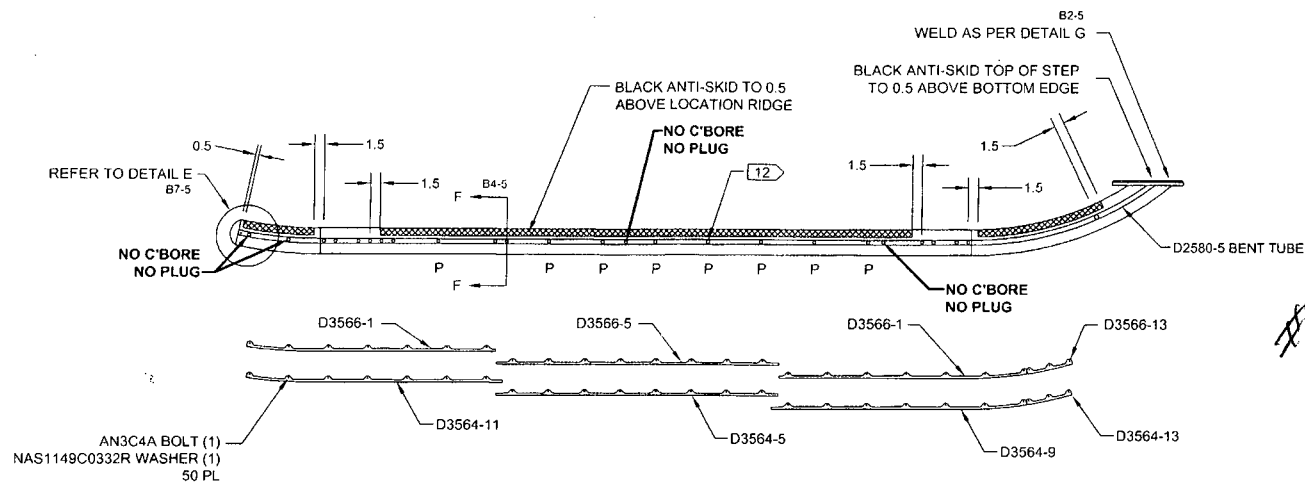 B2-5
WELD AS PER DETAIL G
BLACK ANTI-SKID TOP OF STEP
TO 0.5 ABOVE BOTTOM EDGE
BLACK ANTI-SKID TO 0.5
ABOVE LOCATION RIDGE
NO C'BORE
NO PLUG
0.5
1.5
1.5
1.5
1.5
1.5
REFER TO DETAIL E
B7-5
F
B4-5
12
NO C'BORE
NO PLUG
D2580-5 BENT TUBE
F
P
P
P
P
P
P
P
P
NO C'BORE
NO PLUG
D3566-1
D3566-5
D3566-1
D3566-13
D3564-11
D3564-5
D3564-9
D3564-13
AN3C4A BOLT (1)
NAS1149C0332R WASHER (1)
50 PL